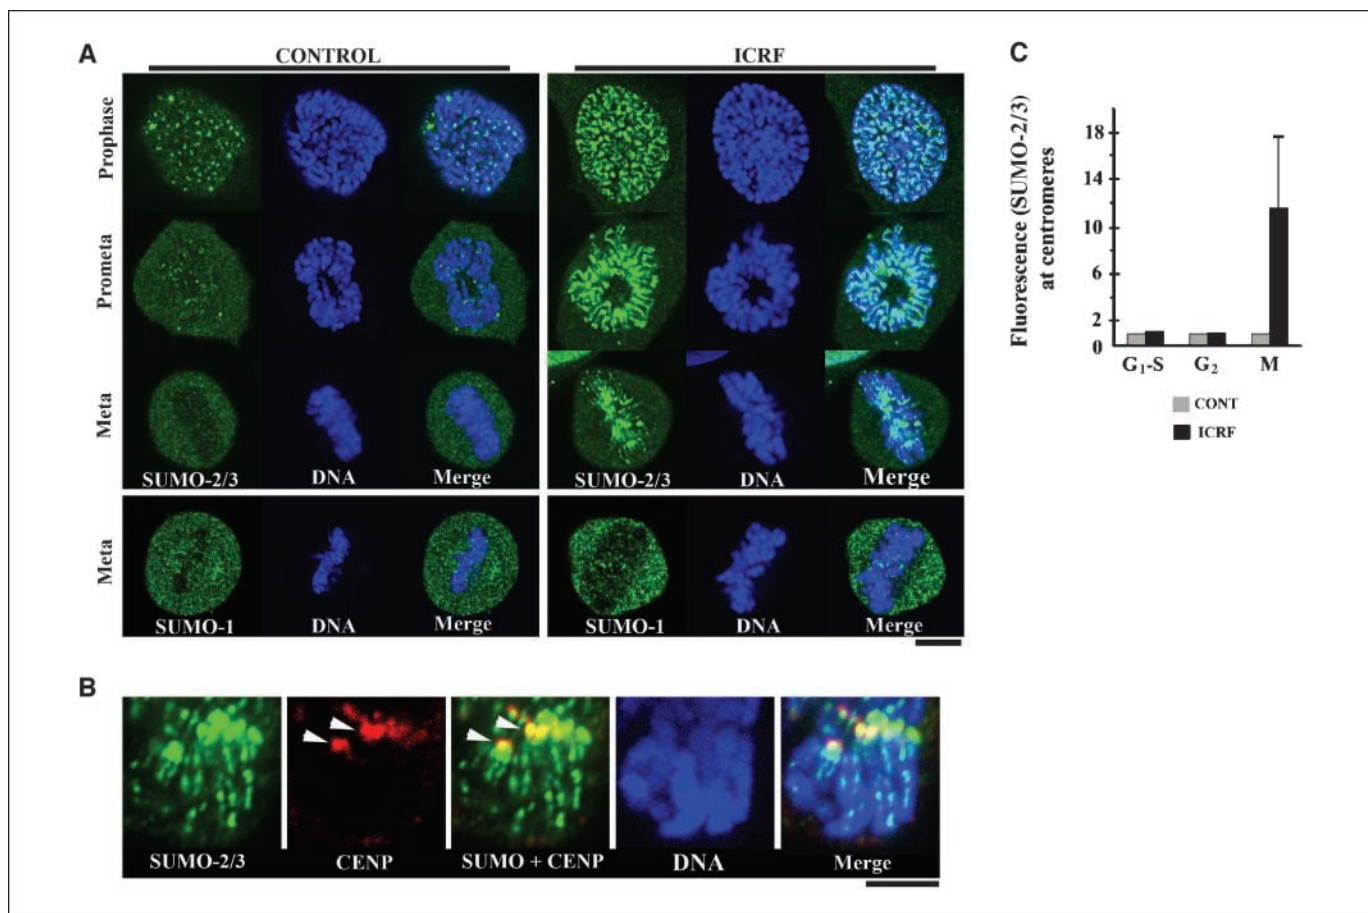 A
CONTROL
ICRF
Prophase
Prometa
Meta
SUMO-2/3
DNA
Merge
SUMO-2/3
DNA
Merge
Meta
SUMO-1
DNA
Merge
SUMO-1
DNA
Merge
B
SUMO-2/3
CENP
SUMO + CENP
DNA
Merge
C
Fluorescence (SUMO-2/3)
at centromeres
18
14
10
6
2
0
G₁-S
G₂
M
CONT
ICRF